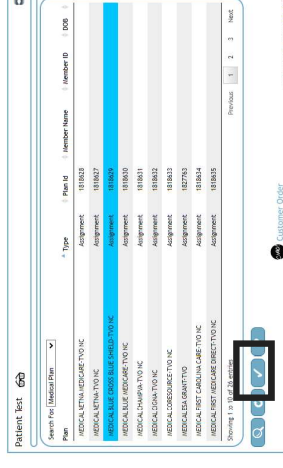 Patient Test
Search For: Medical Plan
Plan Type Plan Id Member Name Member ID DOB
MEDICAL AETNA MEDICARE-TVO NC Assignment 1818628
MEDICAL AETNA-TVO NC Assignment 1818627
MEDICAL BLUE CROSS BLUE SHIELD-TVO NC Assignment 1818629
MEDICAL BLUE MEDICARE-TVO NC Assignment 1818630
MEDICAL CHAMPVA-TVO NC Assignment 1818631
MEDICAL CIGNA-TVO NC Assignment 1818632
MEDICAL CORESOURCE-TVO NC Assignment 1818633
MEDICAL ESA GRANT-TVO Assignment 1827763
MEDICAL FIRST CAROLINA CARE-TVO NC Assignment 1818634
MEDICAL FIRST MEDICARE DIRECT-TVO NC Assignment 1818635
Showing 1 to 10 of 26 entries
Previous 1 2 3 Next
Customer Order